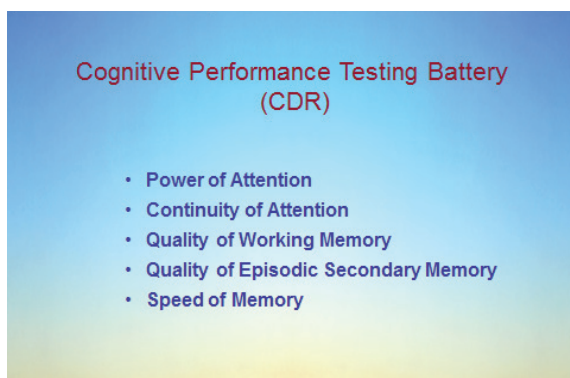 Cognitive Performance Testing Battery
(CDR)
• Power of Attention
• Continuity of Attention
• Quality of Working Memory
• Quality of Episodic Secondary Memory
• Speed of Memory